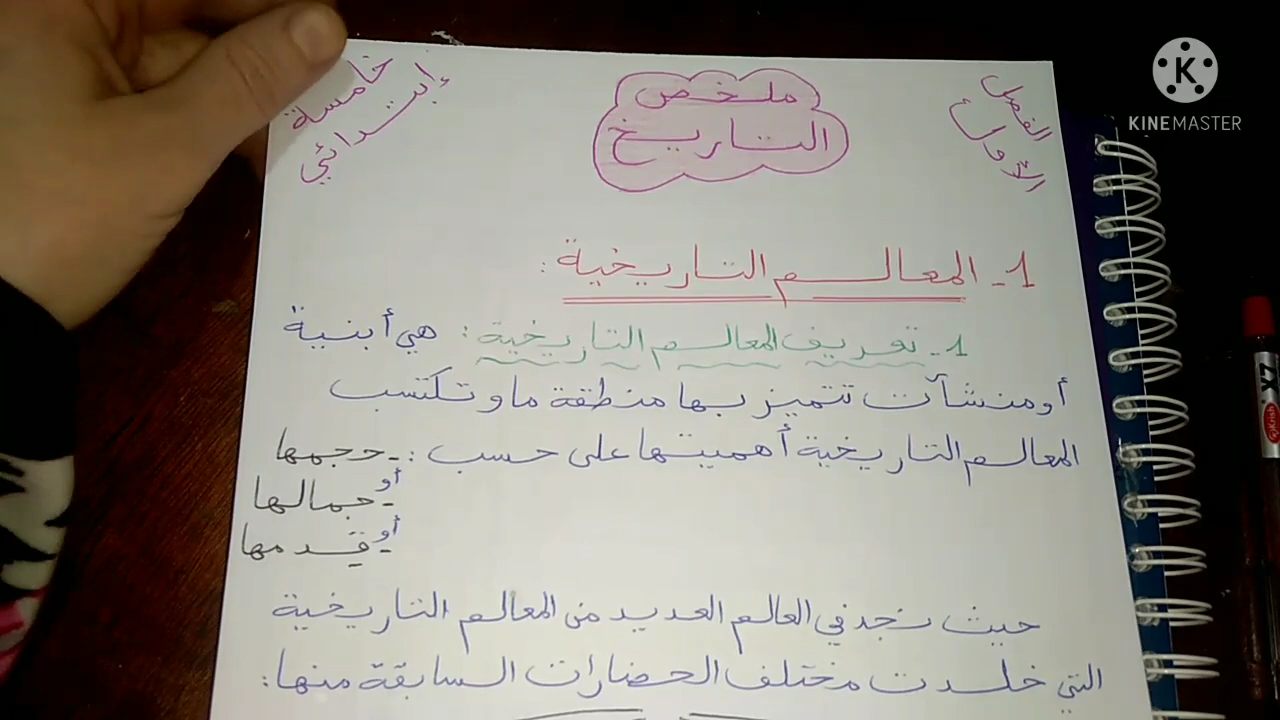 الفصل
الأول
ملخص
التاريخ
خامسة
إبتدائي
KINEMASTER
1- المعالم التاريخية:
1- تعريف المعالم التاريخية: هي أبنية
أو منشآت تتميز بها منطقة ما و تكتسب
المعالم التاريخية أهميتها على حسب: - حجمها
أو
- جمالها
أو
- قدمها
حيث نجد في العالم العديد من المعالم التاريخية
التي خلدت مختلف الحضارات السابقة منها:
X7